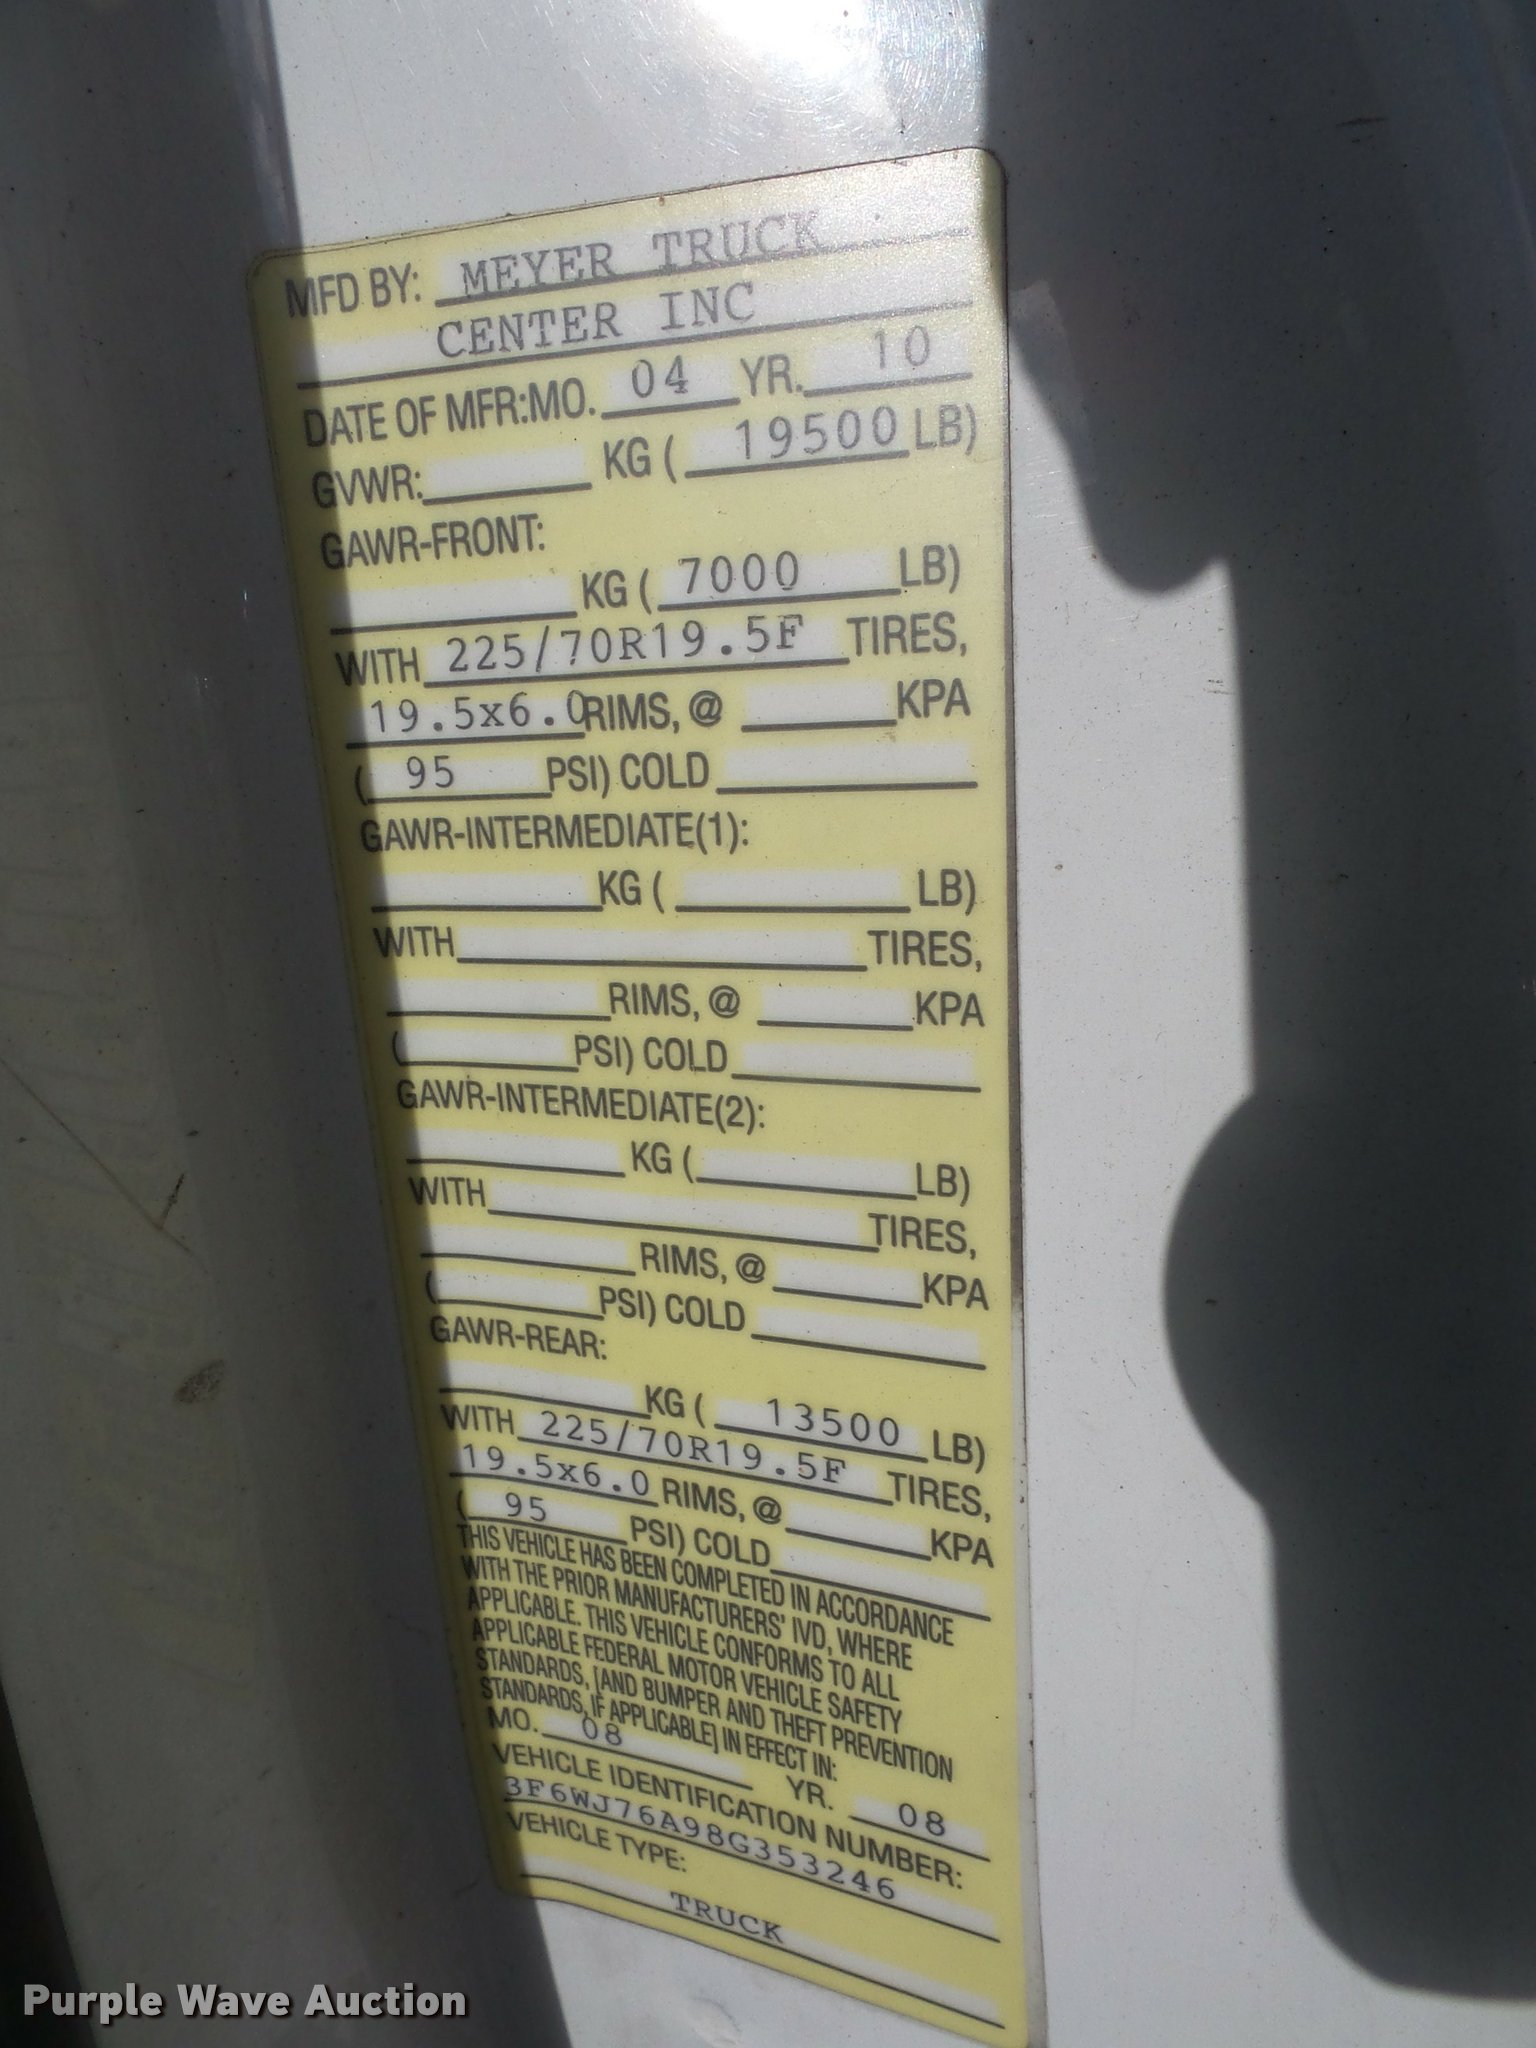 MFD BY: MEYER TRUCK
CENTER INC
DATE OF MFR:MO. 04 YR. 10
GVWR: KG ( 19500 LB)
GAWR-FRONT:
KG ( 7000 LB)
WITH 225/70R19.5F TIRES,
19.5x6.0 RIMS, @ KPA
( 95 PSI) COLD
GAWR-INTERMEDIATE(1):
KG ( LB)
WITH TIRES,
RIMS, @ KPA
( PSI) COLD
GAWR-INTERMEDIATE(2):
KG ( LB)
WITH TIRES,
RIMS, @ KPA
( PSI) COLD
GAWR-REAR:
KG ( 13500 LB)
WITH 225/70R19.5F TIRES,
19.5x6.0 RIMS, @ KPA
( 95 PSI) COLD
THIS VEHICLE HAS BEEN COMPLETED IN ACCORDANCE
WITH THE PRIOR MANUFACTURERS' IVD, WHERE
APPLICABLE. THIS VEHICLE CONFORMS TO ALL
APPLICABLE FEDERAL MOTOR VEHICLE SAFETY
STANDARDS, [AND BUMPER AND THEFT PREVENTION
STANDARDS, IF APPLICABLE] IN EFFECT IN:
MO. 08 YR. 08
VEHICLE IDENTIFICATION NUMBER:
3F6WJ76A98G353246
VEHICLE TYPE:
TRUCK
Purple Wave Auction